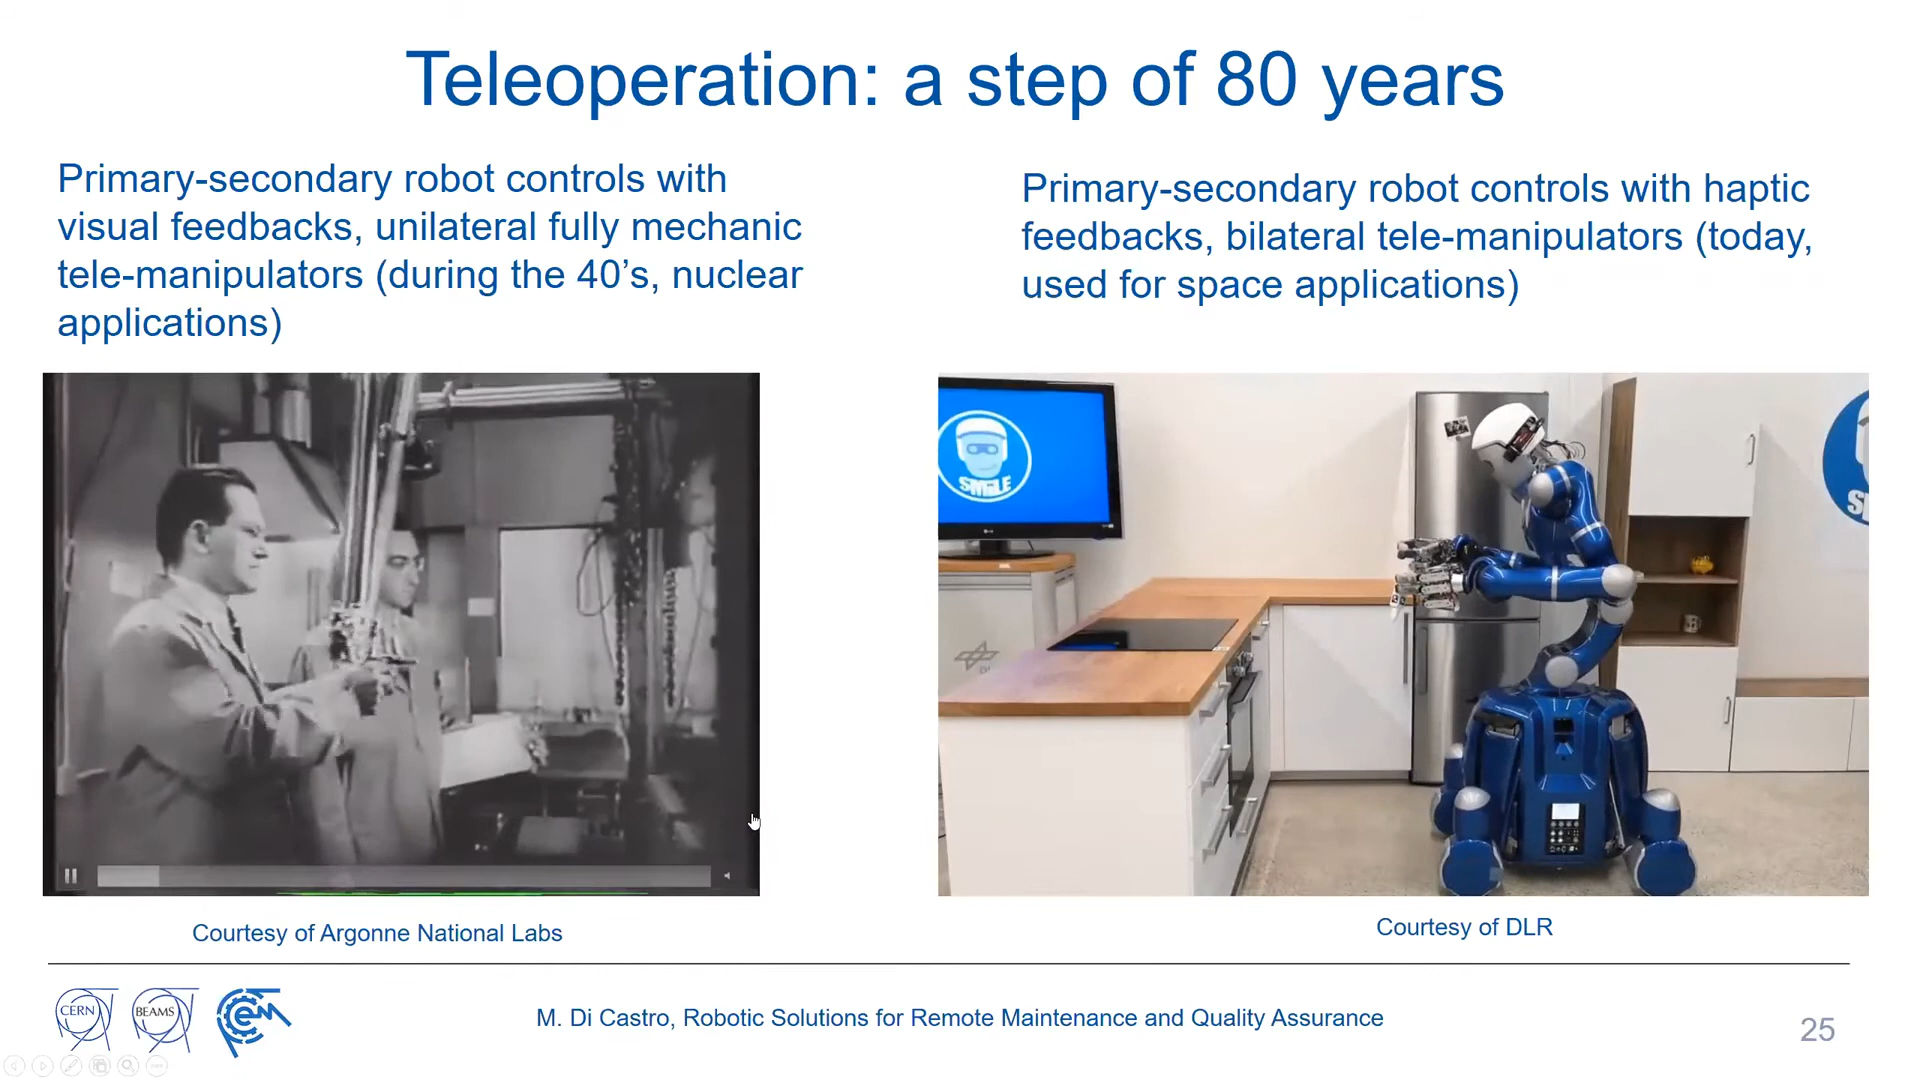 Teleoperation: a step of 80 years
Primary-secondary robot controls with
visual feedbacks, unilateral fully mechanic
tele-manipulators (during the 40’s, nuclear
applications)
Primary-secondary robot controls with haptic
feedbacks, bilateral tele-manipulators (today,
used for space applications)
SMiLE
Courtesy of Argonne National Labs
Courtesy of DLR
CERN
BEAMS
CEM
M. Di Castro, Robotic Solutions for Remote Maintenance and Quality Assurance
25